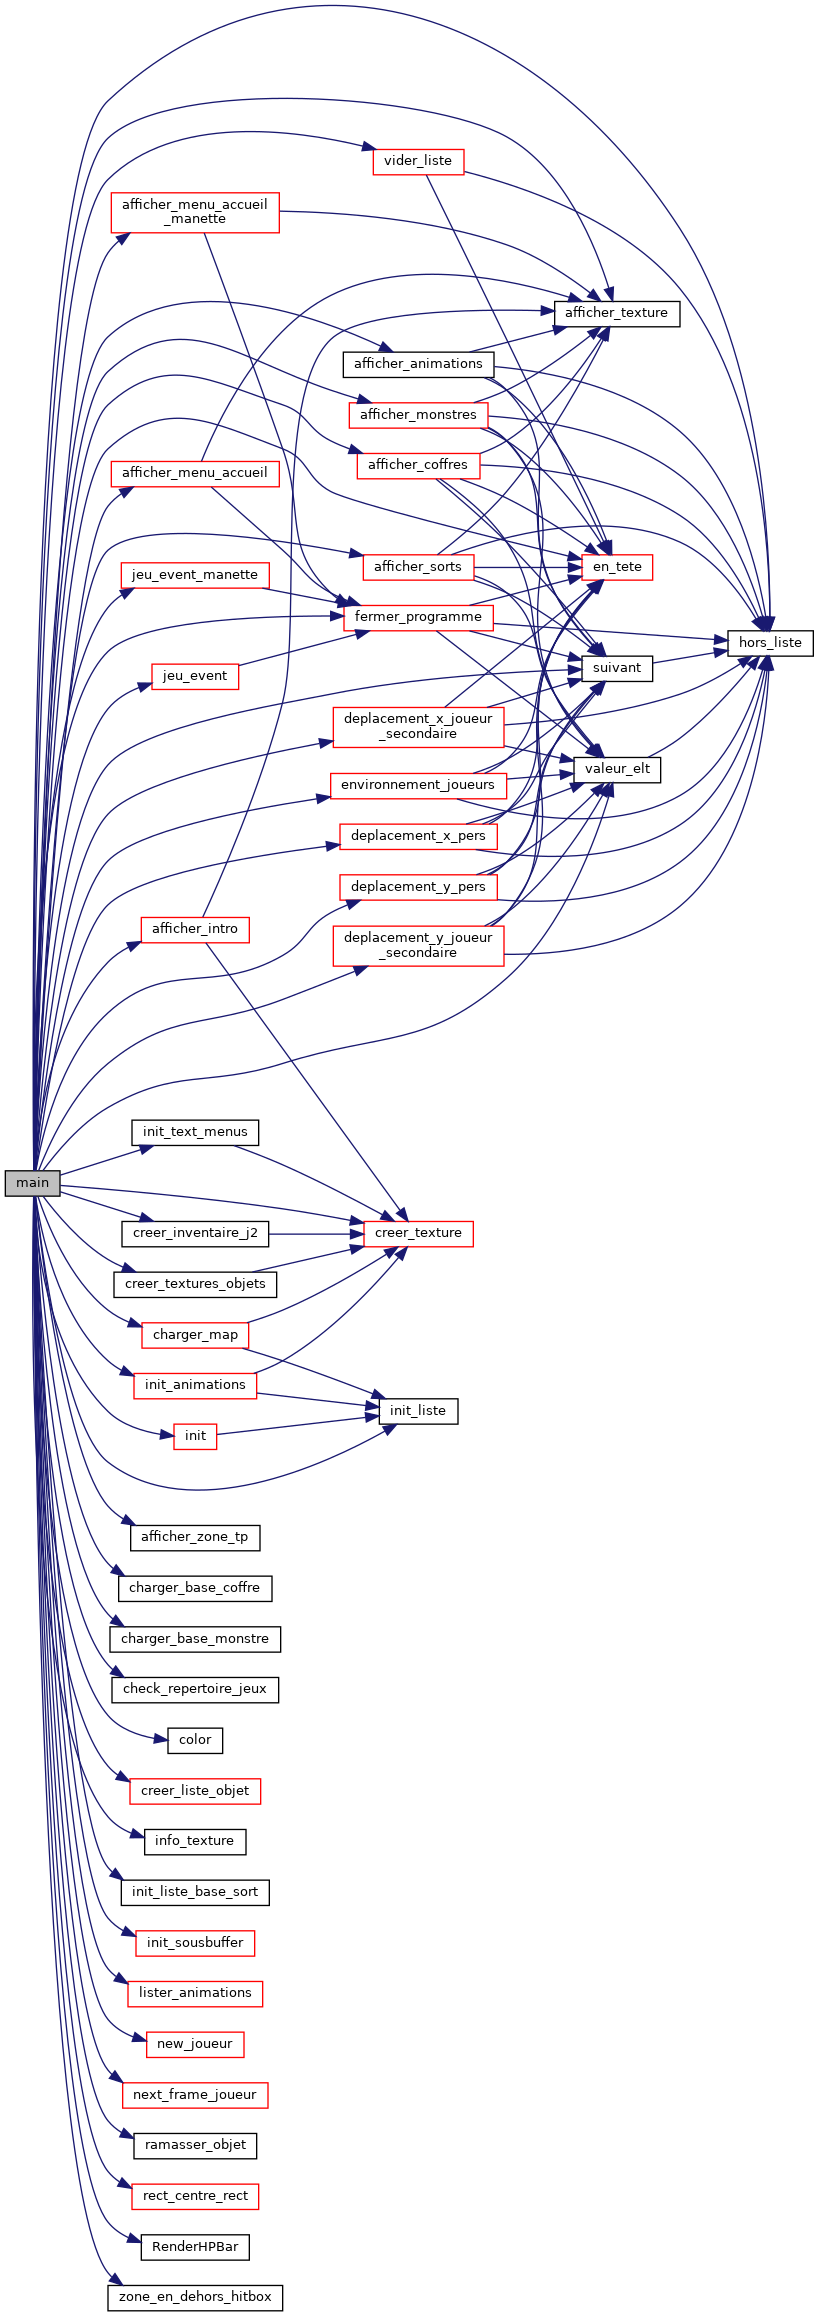 vider_liste
afficher_menu_accueil
_manette
afficher_texture
afficher_animations
afficher_monstres
afficher_coffres
afficher_menu_accueil
afficher_sorts
en_tete
jeu_event_manette
fermer_programme
hors_liste
suivant
jeu_event
deplacement_x_joueur
_secondaire
valeur_elt
environnement_joueurs
deplacement_x_pers
deplacement_y_pers
afficher_intro
deplacement_y_joueur
_secondaire
init_text_menus
main
creer_inventaire_j2
creer_texture
creer_textures_objets
charger_map
init_animations
init_liste
init
afficher_zone_tp
charger_base_coffre
charger_base_monstre
check_repertoire_jeux
color
creer_liste_objet
info_texture
init_liste_base_sort
init_sousbuffer
lister_animations
new_joueur
next_frame_joueur
ramasser_objet
rect_centre_rect
RenderHPBar
zone_en_dehors_hitbox